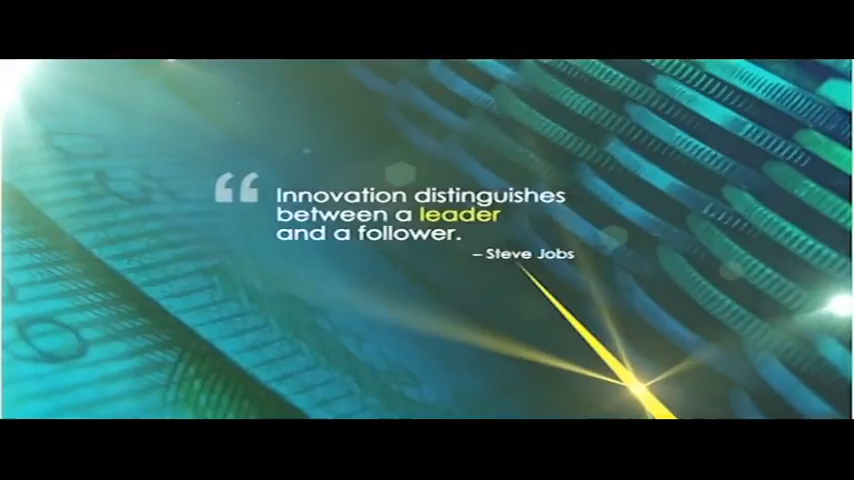 “ Innovation distinguishes
between a leader
and a follower.
– Steve Jobs